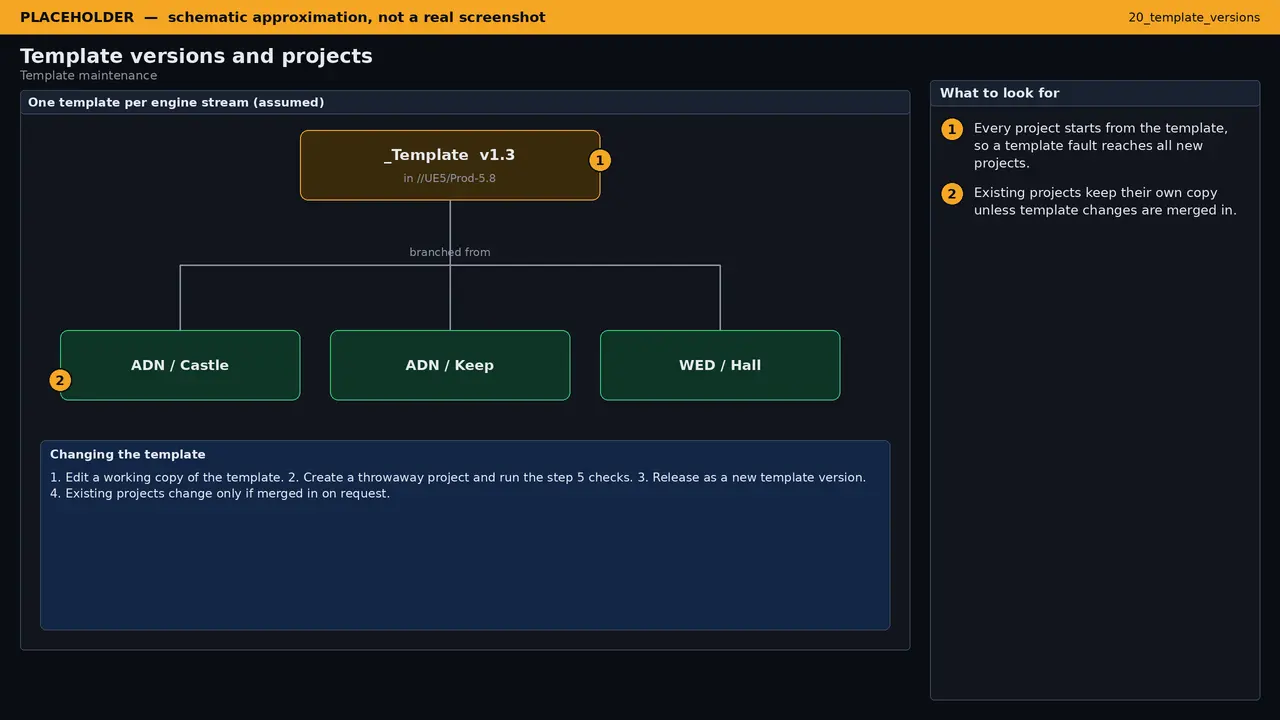 PLACEHOLDER — schematic approximation, not a real screenshot
20_template_versions
Template versions and projects
Template maintenance
One template per engine stream (assumed)
_Template v1.3
in //UE5/Prod-5.8
1
branched from
ADN / Castle
ADN / Keep
WED / Hall
2
Changing the template
1. Edit a working copy of the template. 2. Create a throwaway project and run the step 5 checks. 3. Release as a new template version.
4. Existing projects change only if merged in on request.
What to look for
1 Every project starts from the template,
so a template fault reaches all new
projects.
2 Existing projects keep their own copy
unless template changes are merged in.